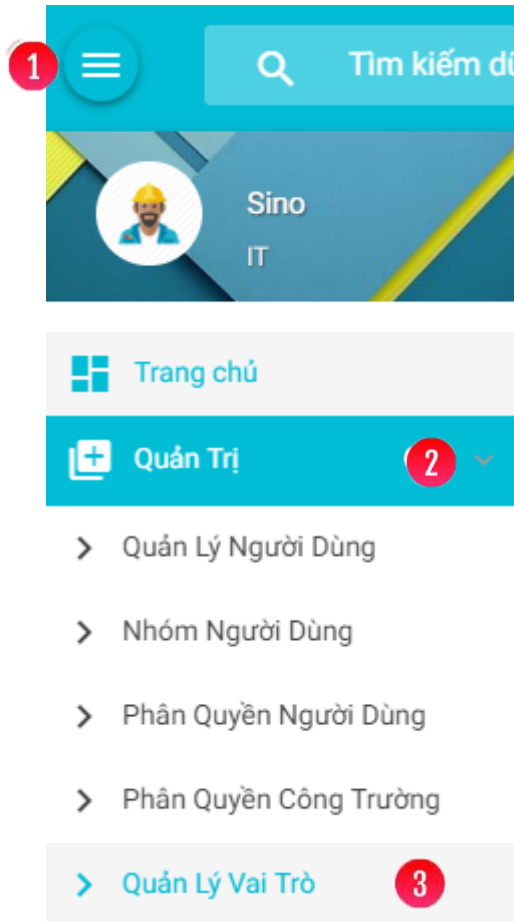 1
Tìm kiếm dũ
Sino
IT
Trang chủ
Quản Trị
2
Quản Lý Người Dùng
Nhóm Người Dùng
Phân Quyền Người Dùng
Phân Quyền Công Trường
Quản Lý Vai Trò
3